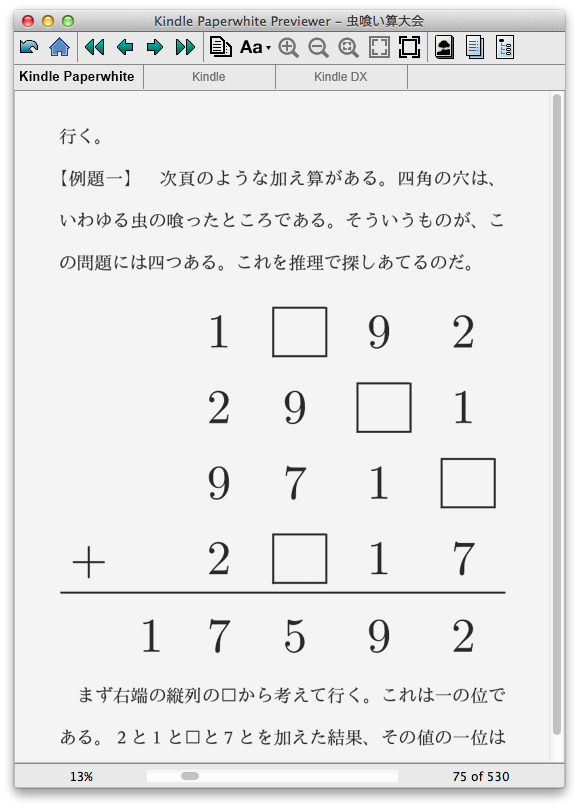 Kindle Paperwhite Previewer – 虫喰い算大会
Aa
Kindle Paperwhite Kindle Kindle DX
行く。
【例題一】　次頁のような加え算がある。四角の穴は、
いわゆる虫の喰ったところである。そういうものが、こ
の問題には四つある。これを推理で探しあてるのだ。
1 □ 9 2
2 9 □ 1
9 7 1 □
+ 2 □ 1 7
1 7 5 9 2
まず右端の縦列の□から考えて行く。これは一の位で
ある。2と1と□と7とを加えた結果、その値の一位は
13% 75 of 530